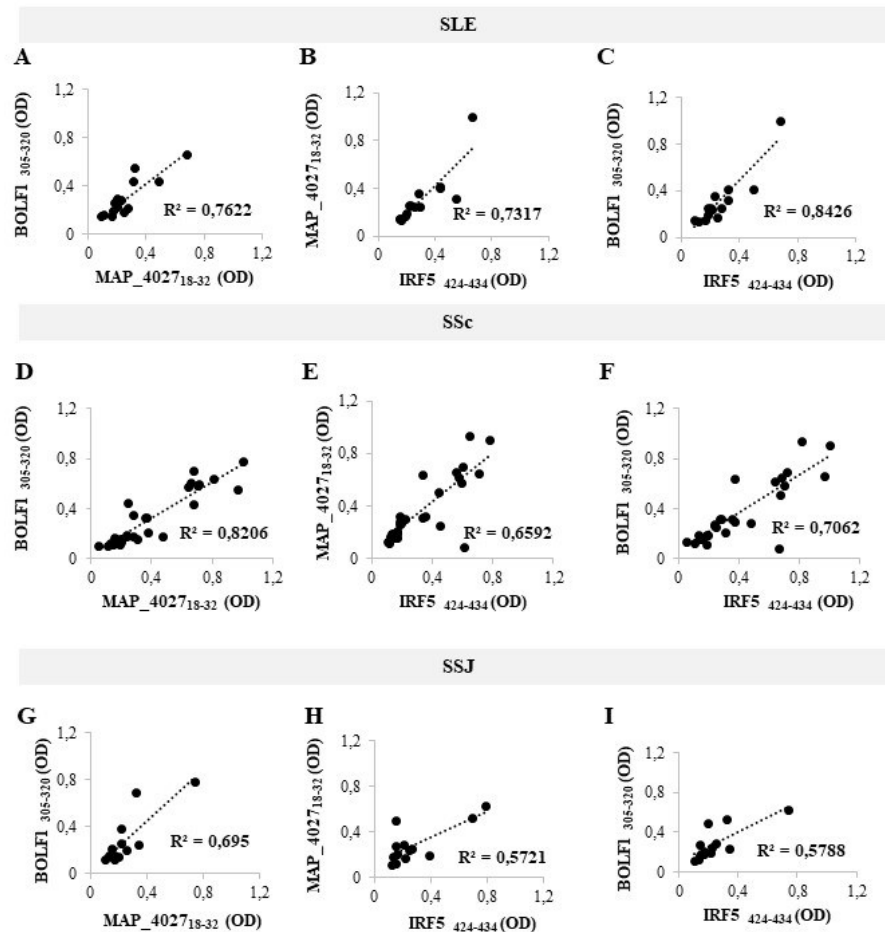 SLE
A
BOLF1 305-320 (OD)
1,2
0,8
0,4
0
R² = 0,7622
0 0,4 0,8 1,2
MAP_4027 18-32 (OD)
B
MAP_4027 18-32 (OD)
1,2
0,8
0,4
0
R² = 0,7317
0 0,4 0,8 1,2
IRF5 424-434 (OD)
C
BOLF1 305-320 (OD)
1,2
0,8
0,4
0
R² = 0,8426
0 0,4 0,8 1,2
IRF5 424-434 (OD)
SSc
D
BOLF1 305-320 (OD)
1,2
0,8
0,4
0
R² = 0,8206
0 0,4 0,8 1,2
MAP_4027 18-32 (OD)
E
MAP_4027 18-32 (OD)
1,2
0,8
0,4
0
R² = 0,6592
0 0,4 0,8 1,2
IRF5 424-434 (OD)
F
BOLF1 305-320 (OD)
1,2
0,8
0,4
0
R² = 0,7062
0 0,4 0,8 1,2
IRF5 424-434 (OD)
SSJ
G
BOLF1 305-320 (OD)
1,2
0,8
0,4
0
R² = 0,695
0 0,4 0,8 1,2
MAP_4027 18-32 (OD)
H
MAP_4027 18-32 (OD)
1,2
0,8
0,4
0
R² = 0,5721
0 0,4 0,8 1,2
IRF5 424-434 (OD)
I
BOLF1 305-320 (OD)
1,2
0,8
0,4
0
R² = 0,5788
0 0,4 0,8 1,2
IRF5 424-434 (OD)